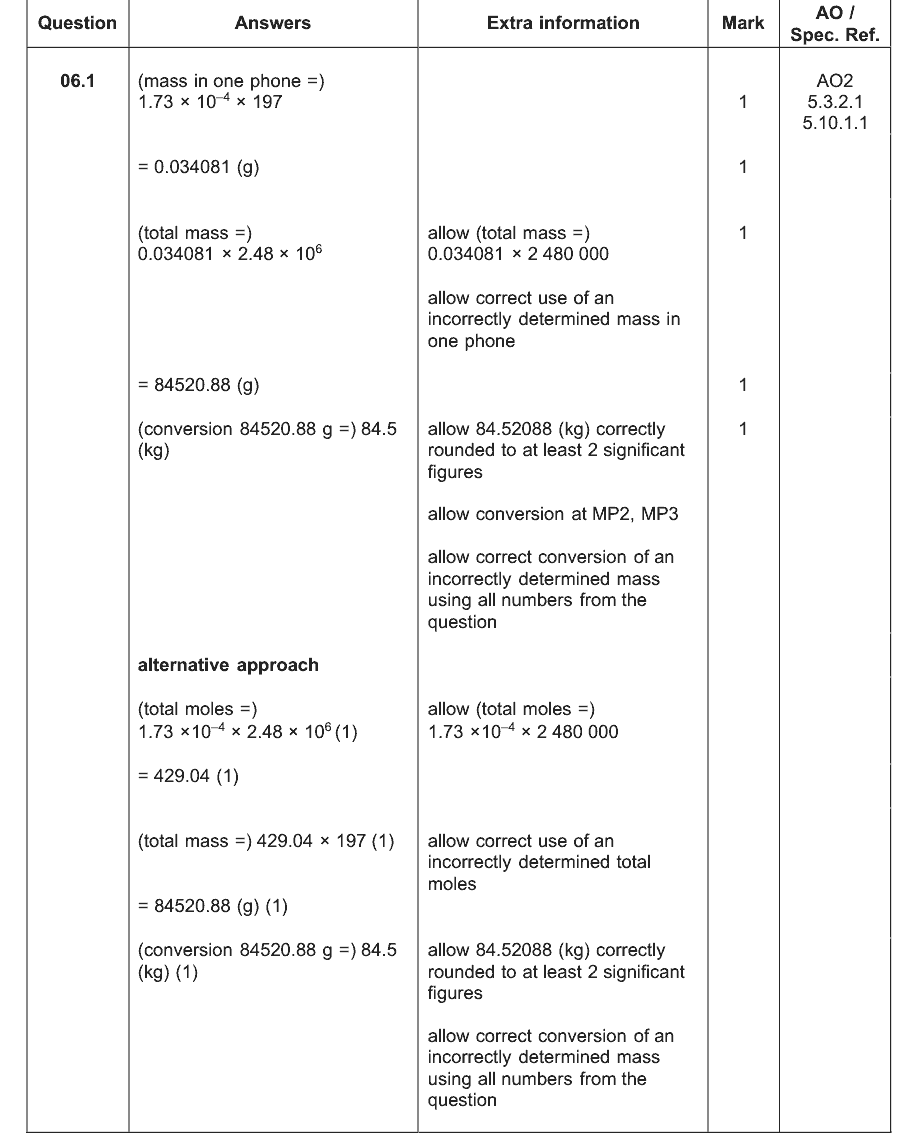 Question Answers Extra information Mark AO / Spec. Ref.
06.1 (mass in one phone =) AO2
1.73 × 10⁻⁴ × 197 1 5.3.2.1
5.10.1.1
= 0.034081 (g) 1
(total mass =) allow (total mass =) 1
0.034081 × 2.48 × 10⁶ 0.034081 × 2 480 000
allow correct use of an
incorrectly determined mass in
one phone
= 84520.88 (g) 1
(conversion 84520.88 g =) 84.5 allow 84.52088 (kg) correctly 1
(kg) rounded to at least 2 significant
figures
allow conversion at MP2, MP3
allow correct conversion of an
incorrectly determined mass
using all numbers from the
question
alternative approach
(total moles =) allow (total moles =)
1.73 ×10⁻⁴ × 2.48 × 10⁶ (1) 1.73 ×10⁻⁴ × 2 480 000
= 429.04 (1)
(total mass =) 429.04 × 197 (1) allow correct use of an
incorrectly determined total
moles
= 84520.88 (g) (1)
(conversion 84520.88 g =) 84.5 allow 84.52088 (kg) correctly
(kg) (1) rounded to at least 2 significant
figures
allow correct conversion of an
incorrectly determined mass
using all numbers from the
question